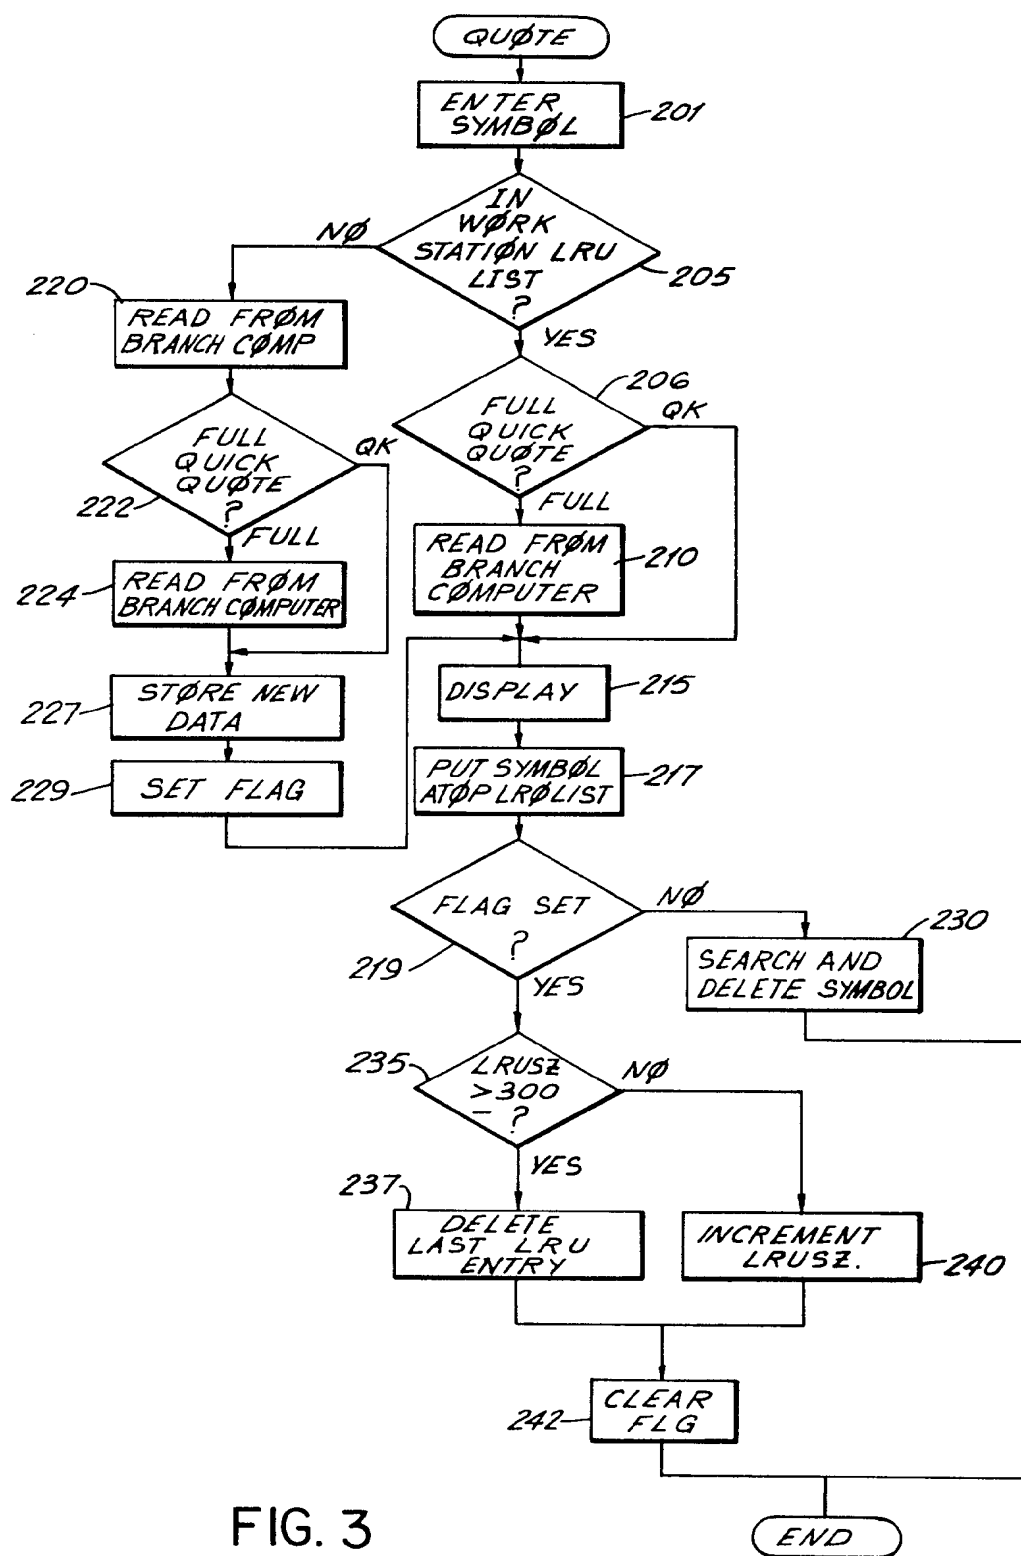 QUØTE
ENTER
SYMBØL
201
IN
WØRK
STATIØN LRU
LIST
?
205
NØ
YES
220
READ FRØM
BRANCH CØMP
206
FULL
QUICK
QUØTE
?
QK
FULL
222
FULL
QUICK
QUØTE
?
QK
FULL
READ FRØM
BRANCH
CØMPUTER
210
224
READ FRØM
BRANCH CØMPUTER
DISPLAY
215
227
STØRE NEW
DATA
PUT SYMBØL
ATØP LRØLIST
217
229
SET FLAG
FLAG SET
?
219
NØ
YES
230
SEARCH AND
DELETE SYMBOL
235
LRUSZ
>300
– ?
NØ
YES
237
DELETE
LAST LRU
ENTRY
INCREMENT
LRUSZ.
240
242
CLEAR
FLG
END
FIG. 3